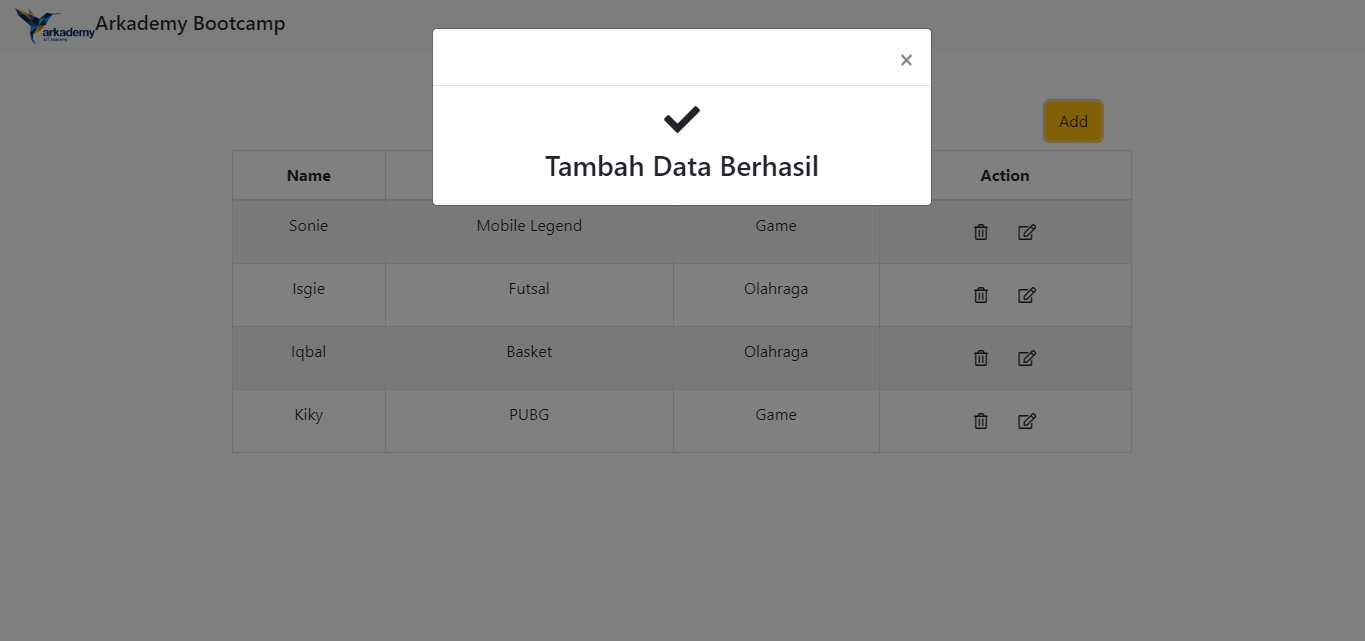 arkademy
Arkademy Bootcamp
×
Tambah Data Berhasil
Add
Name Action
Sonie Mobile Legend Game
Isgie Futsal Olahraga
Iqbal Basket Olahraga
Kiky PUBG Game